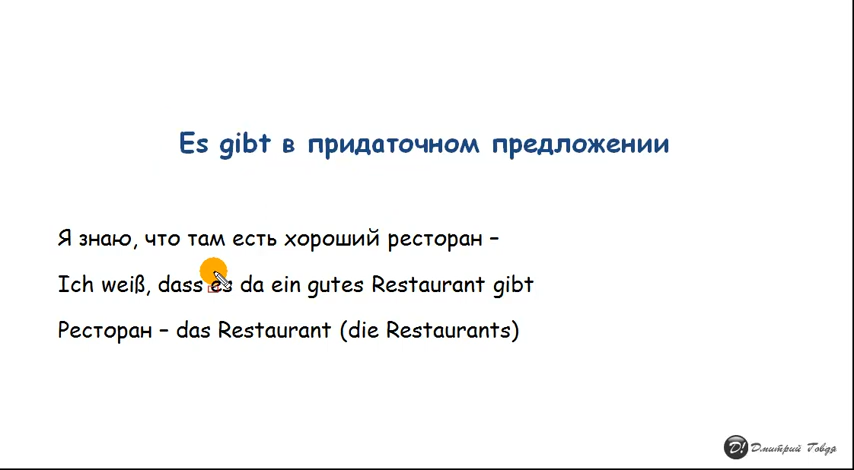 Es gibt в придаточном предложении
Я знаю, что там есть хороший ресторан –
Ich weiß, dass es da ein gutes Restaurant gibt
Ресторан – das Restaurant (die Restaurants)
D! Дмитрий Товдя